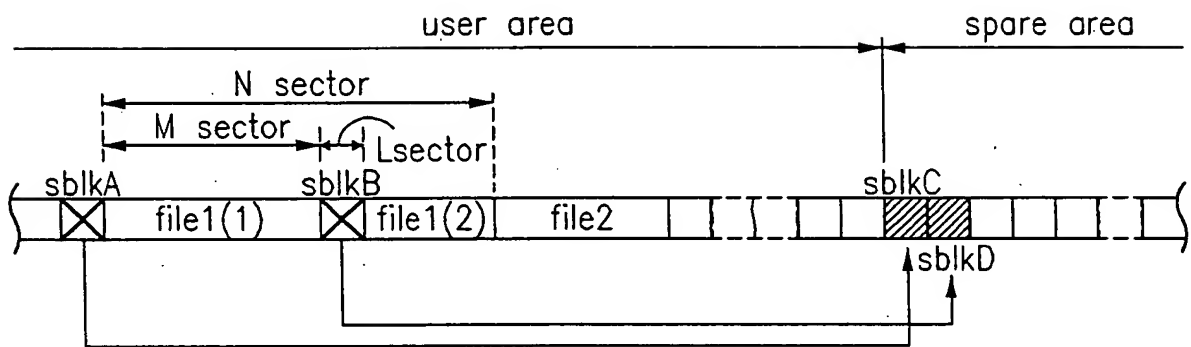 user area
spare area
N sector
M sector
Lsector
sblkA
sblkB
sblkC
file1(1)
file1(2)
file2
sblkD